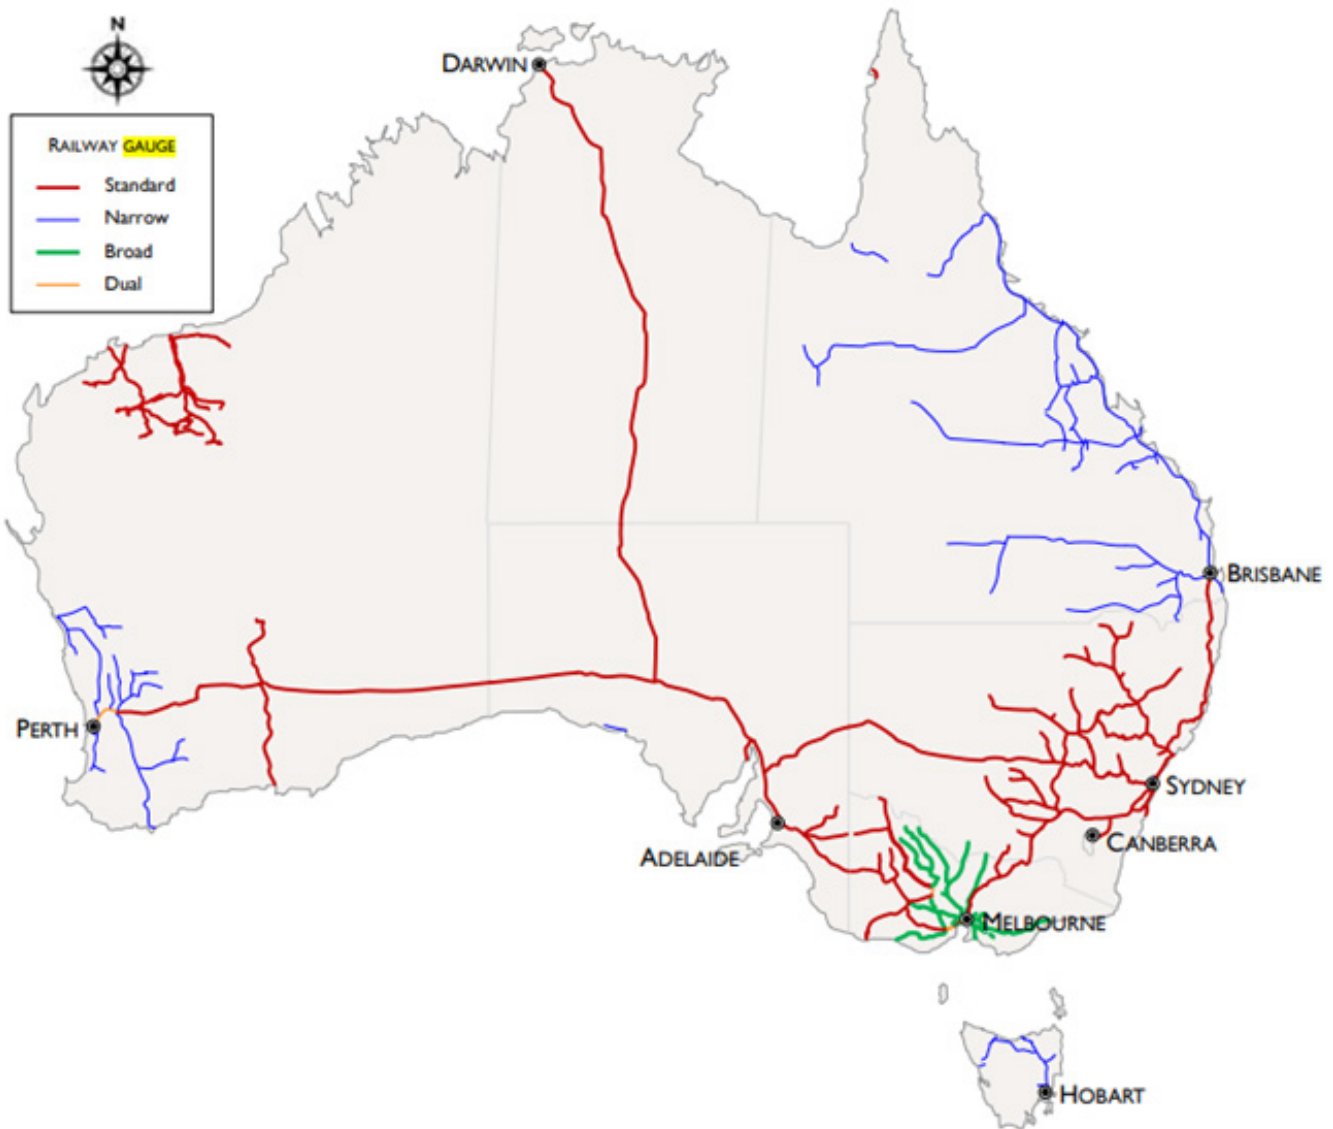 N
DARWIN
RAILWAY GAUGE
Standard
Narrow
Broad
Dual
BRISBANE
PERTH
SYDNEY
CANBERRA
ADELAIDE
MELBOURNE
HOBART